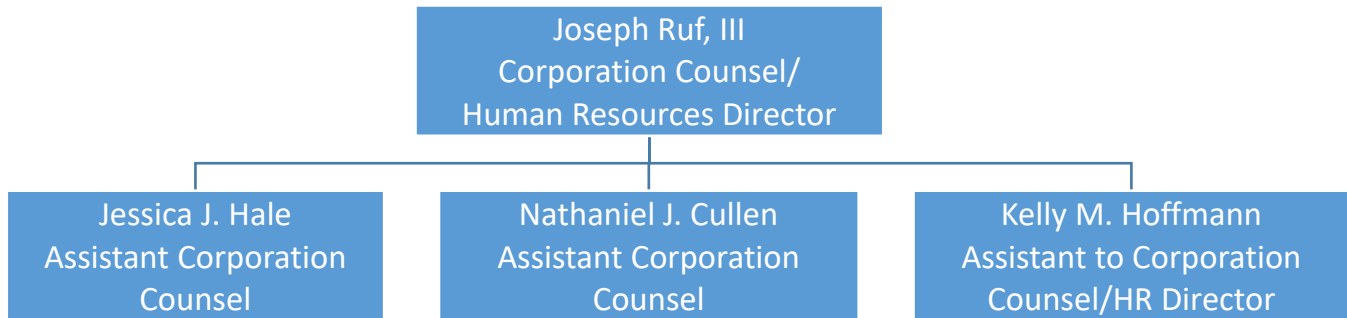 Joseph Ruf, III
Corporation Counsel/
Human Resources Director
Jessica J. Hale
Assistant Corporation
Counsel
Nathaniel J. Cullen
Assistant Corporation
Counsel
Kelly M. Hoffmann
Assistant to Corporation
Counsel/HR Director